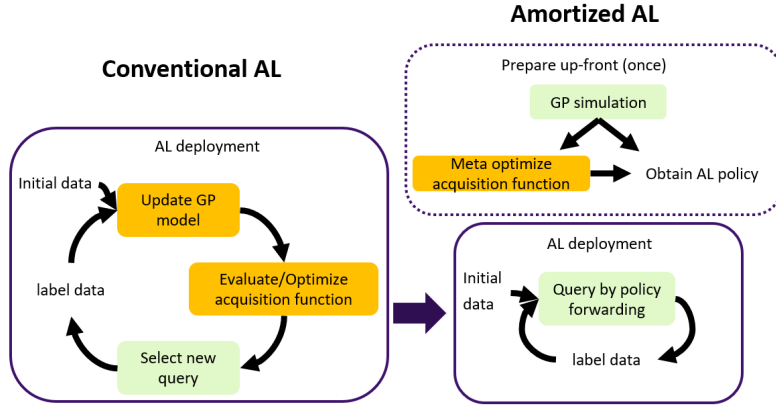 Conventional AL
AL deployment
Initial data
Update GP
model
Evaluate/Optimize
acquisition function
label data
Select new
query
Amortized AL
Prepare up-front (once)
GP simulation
Meta optimize
acquisition function
Obtain AL policy
AL deployment
Initial
data
Query by policy
forwarding
label data